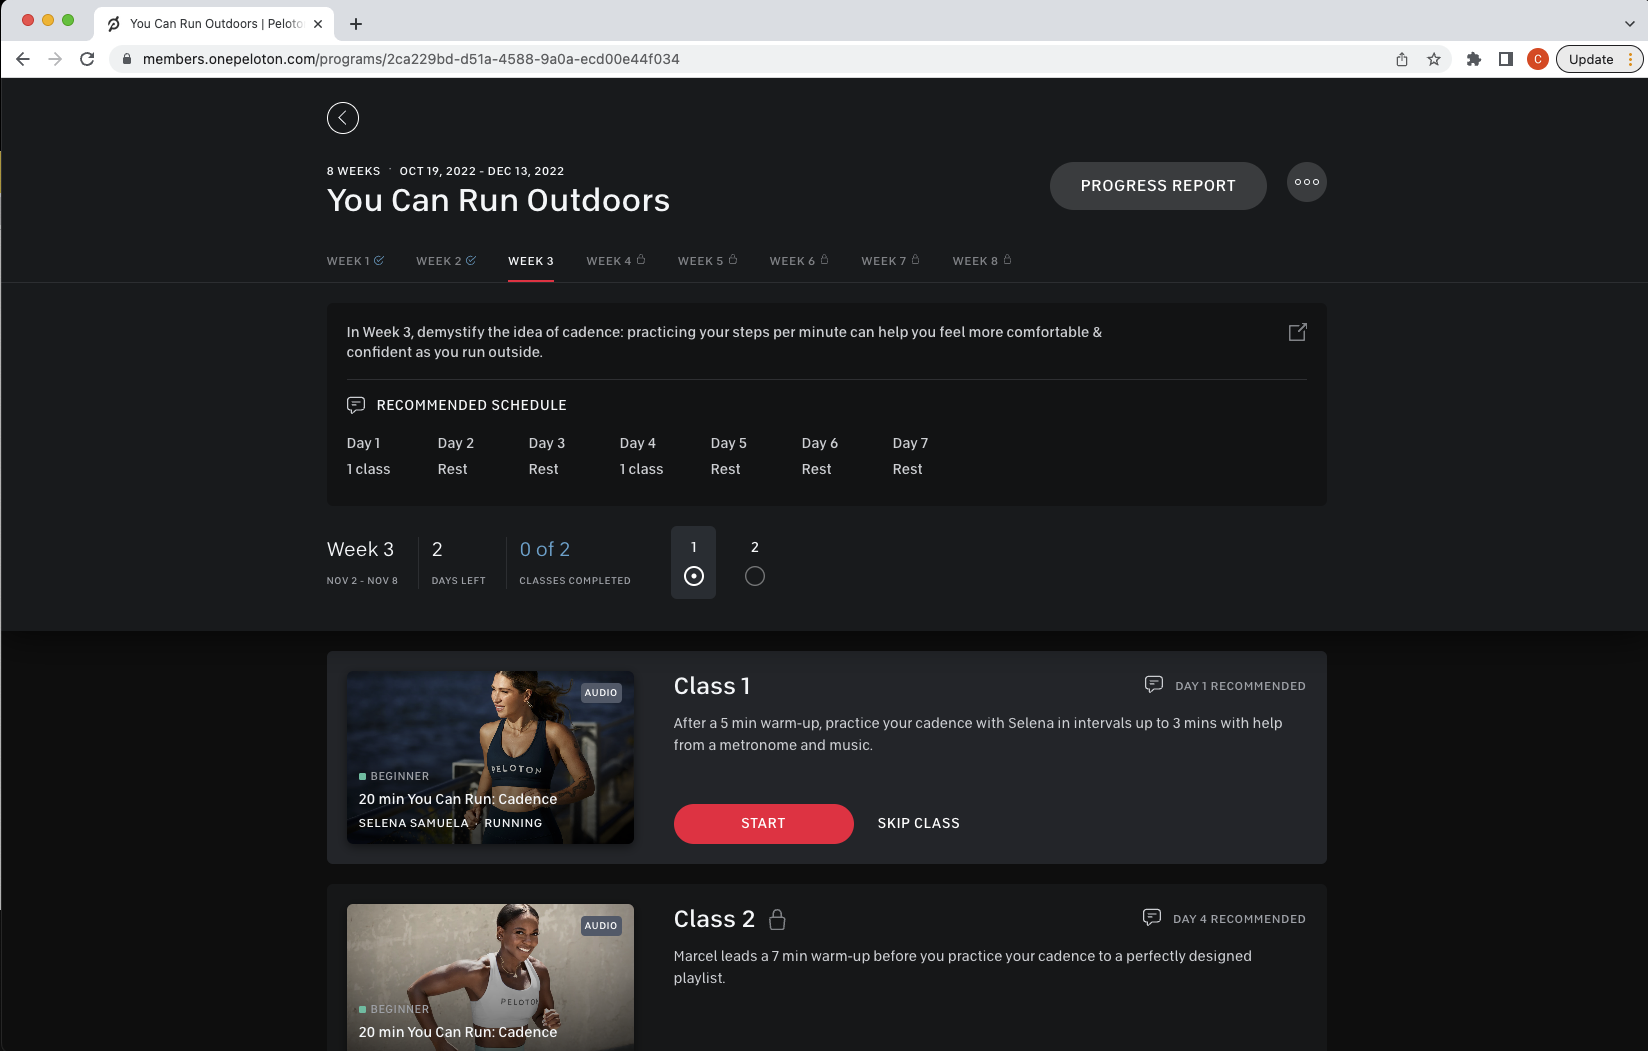 You Can Run Outdoors | Peloto
members.onepeloton.com/programs/2ca229bd-d51a-4588-9a0a-ecd00e44f034
C
Update
8 WEEKS · OCT 19, 2022 - DEC 13, 2022
You Can Run Outdoors
PROGRESS REPORT
WEEK 1 WEEK 2 WEEK 3 WEEK 4 WEEK 5 WEEK 6 WEEK 7 WEEK 8
In Week 3, demystify the idea of cadence: practicing your steps per minute can help you feel more comfortable &
confident as you run outside.
RECOMMENDED SCHEDULE
Day 1 Day 2 Day 3 Day 4 Day 5 Day 6 Day 7
1 class Rest Rest 1 class Rest Rest Rest
Week 3 2 0 of 2 1 2
NOV 2 - NOV 8 DAYS LEFT CLASSES COMPLETED
AUDIO
PELOTON
BEGINNER
20 min You Can Run: Cadence
SELENA SAMUELA · RUNNING
Class 1
DAY 1 RECOMMENDED
After a 5 min warm-up, practice your cadence with Selena in intervals up to 3 mins with help
from a metronome and music.
START SKIP CLASS
AUDIO
PELOTON
BEGINNER
20 min You Can Run: Cadence
Class 2
DAY 4 RECOMMENDED
Marcel leads a 7 min warm-up before you practice your cadence to a perfectly designed
playlist.